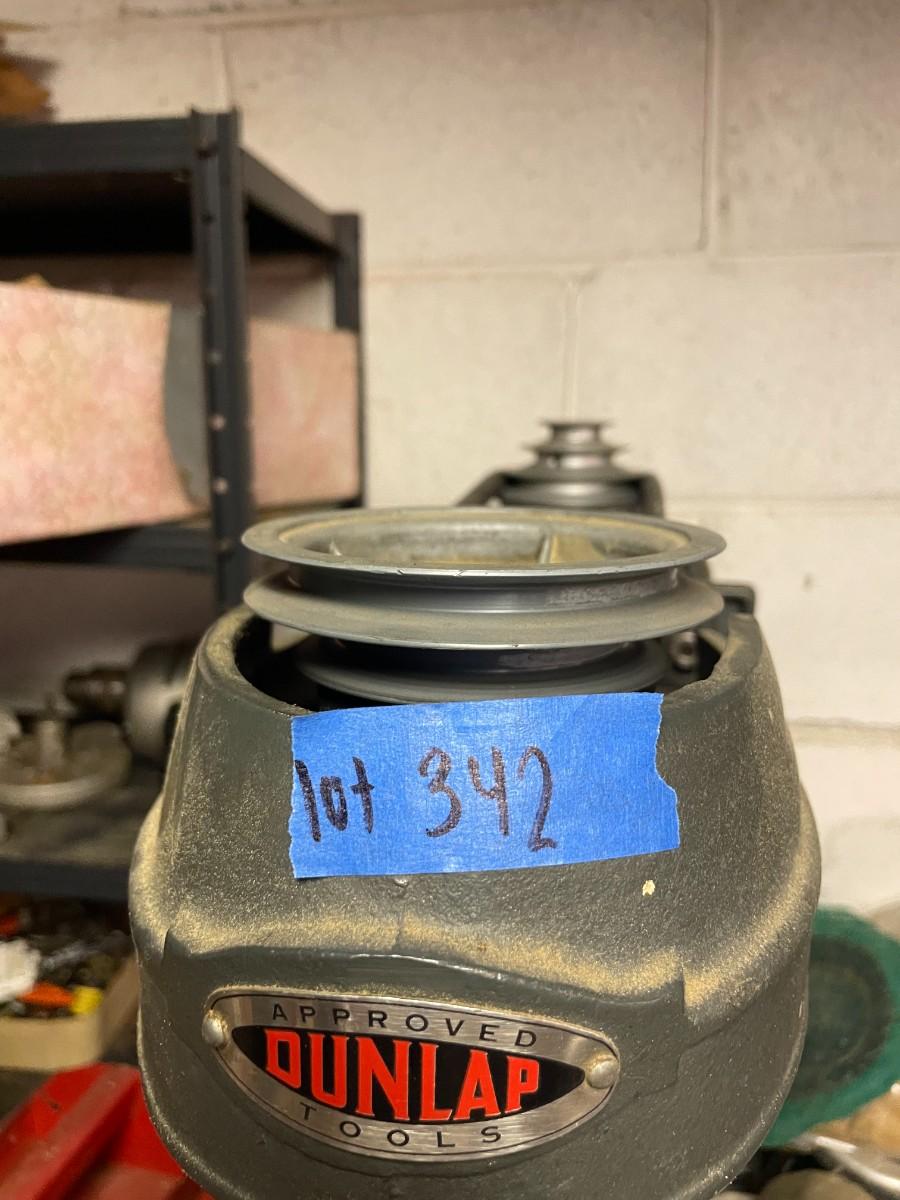 lot 342
APPROVED
DUNLAP
TOOLS